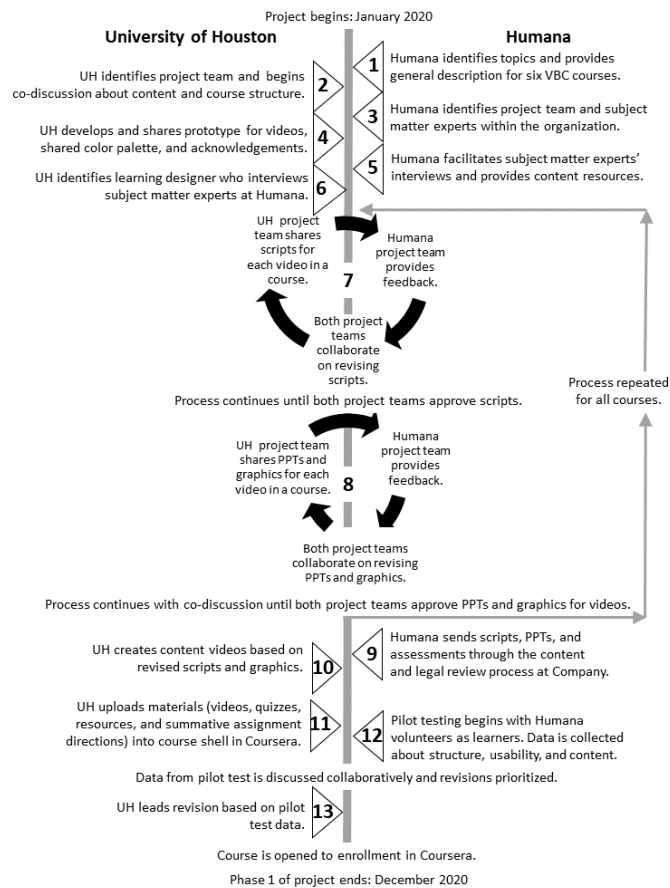 Project begins: January 2020
University of Houston
Humana
1
Humana identifies topics and provides
general description for six VBC courses.
2
UH identifies project team and begins
co-discussion about content and course structure.
3
Humana identifies project team and subject
matter experts within the organization.
4
UH develops and shares prototype for videos,
shared color palette, and acknowledgements.
5
Humana facilitates subject matter experts’
interviews and provides content resources.
6
UH identifies learning designer who interviews
subject matter experts at Humana.
UH project
team shares
scripts for
each video in a
course.
Humana
project team
provides
feedback.
7
Both project
teams
collaborate
on revising
scripts.
Process continues until both project teams approve scripts.
Process repeated
for all courses.
UH project team
shares PPTs and
graphics for each
video in a course.
Humana
project team
provides
feedback.
8
Both project teams
collaborate on revising
PPTs and graphics.
Process continues with co-discussion until both project teams approve PPTs and graphics for videos.
9
Humana sends scripts, PPTs, and
assessments through the content
and legal review process at Company.
UH creates content videos based on
revised scripts and graphics.
10
UH uploads materials (videos, quizzes,
resources, and summative assignment
directions) into course shell in Coursera.
11
12
Pilot testing begins with Humana
volunteers as learners. Data is collected
about structure, usability, and content.
Data from pilot test is discussed collaboratively and revisions prioritized.
UH leads revision based on pilot
test data.
13
Course is opened to enrollment in Coursera.
Phase 1 of project ends: December 2020